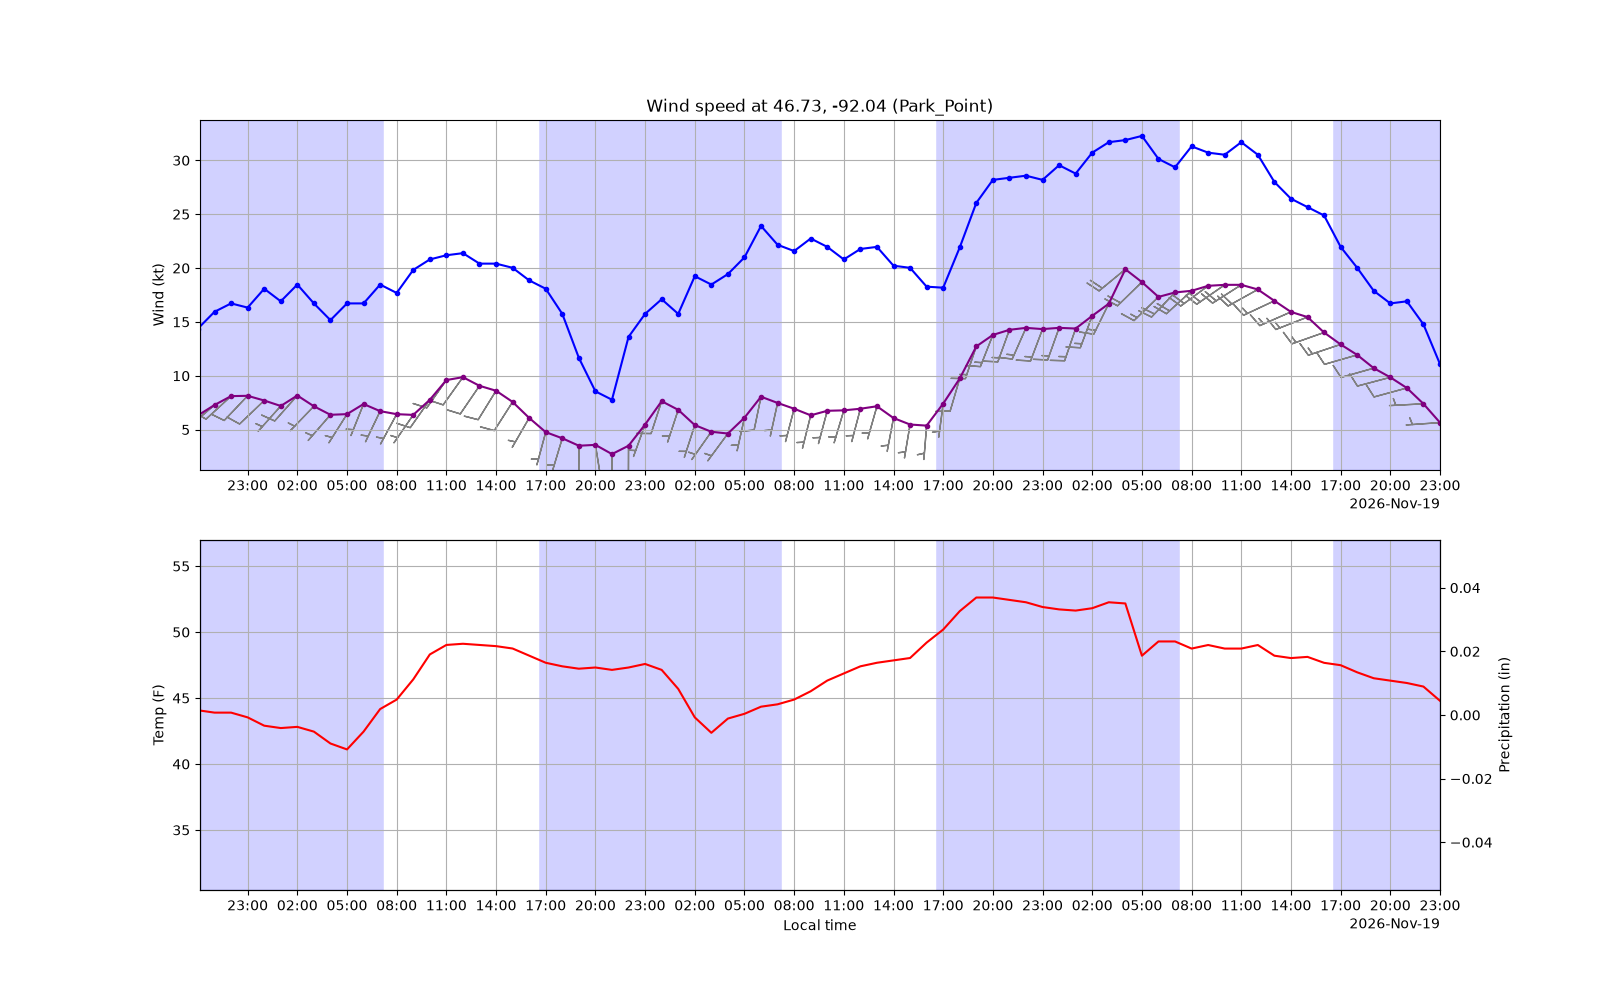 Wind speed at 46.73, -92.04 (Park_Point)
Wind (kt)
30
25
20
15
10
5
23:00 02:00 05:00 08:00 11:00 14:00 17:00 20:00 23:00 02:00 05:00 08:00 11:00 14:00 17:00 20:00 23:00 02:00 05:00 08:00 11:00 14:00 17:00 20:00 23:00
2026-Nov-19
Temp (F)
55
50
45
40
35
0.04
0.02
0.00
−0.02
−0.04
Precipitation (in)
23:00 02:00 05:00 08:00 11:00 14:00 17:00 20:00 23:00 02:00 05:00 08:00 11:00 14:00 17:00 20:00 23:00 02:00 05:00 08:00 11:00 14:00 17:00 20:00 23:00
Local time
2026-Nov-19